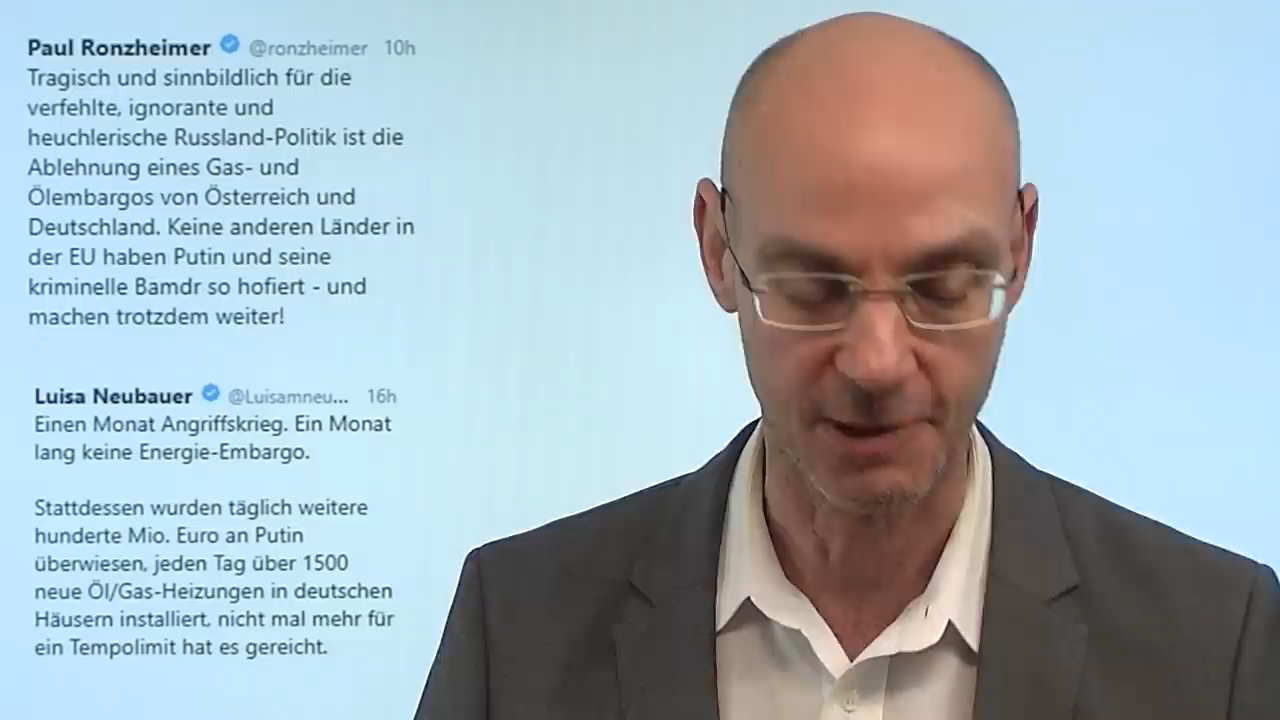 Paul Ronzheimer @ronzheimer 10h
Tragisch und sinnbildlich für die
verfehlte, ignorante und
heuchlerische Russland-Politik ist die
Ablehnung eines Gas- und
Ölembargos von Österreich und
Deutschland. Keine anderen Länder in
der EU haben Putin und seine
kriminelle Bamdr so hofiert - und
machen trotzdem weiter!
Luisa Neubauer @Luisamneu... 16h
Einen Monat Angriffskrieg. Ein Monat
lang keine Energie-Embargo.
Stattdessen wurden täglich weitere
hunderte Mio. Euro an Putin
überwiesen, jeden Tag über 1500
neue Öl/Gas-Heizungen in deutschen
Häusern installiert, nicht mal mehr für
ein Tempolimit hat es gereicht.